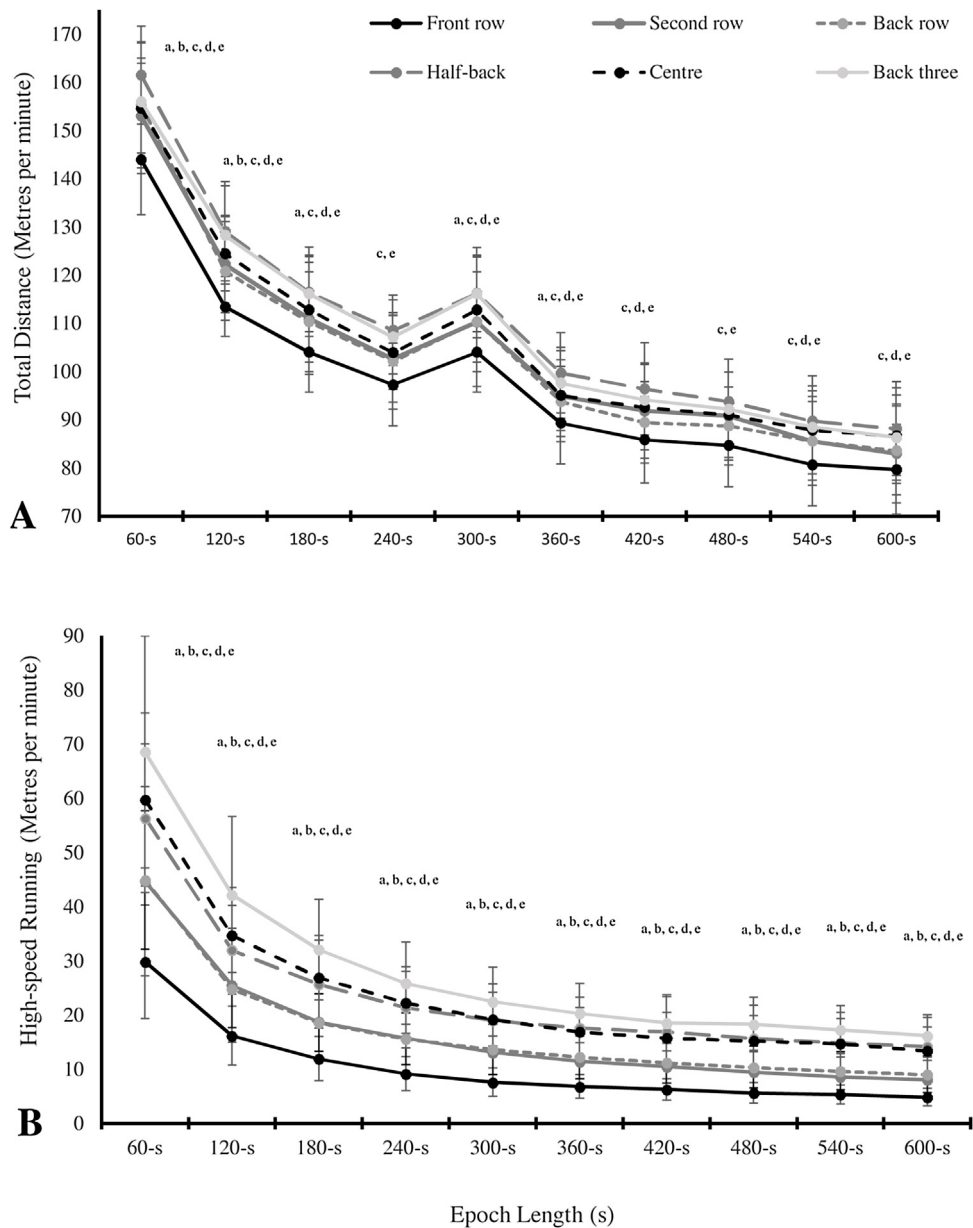 170
160
150
140
130
120
110
100
90
80
70
Total Distance (Metres per minute)
A
Front row
Second row
Back row
Half-back
Centre
Back three
a, b, c, d, e
a, b, c, d, e
a, c, d, e
c, e
a, c, d, e
a, c, d, e
c, d, e
c, e
c, d, e
c, d, e
60-s 120-s 180-s 240-s 300-s 360-s 420-s 480-s 540-s 600-s
90
80
70
60
50
40
30
20
10
0
High-speed Running (Metres per minute)
B
a, b, c, d, e
a, b, c, d, e
a, b, c, d, e
a, b, c, d, e
a, b, c, d, e
a, b, c, d, e
a, b, c, d, e
a, b, c, d, e
a, b, c, d, e
a, b, c, d, e
60-s 120-s 180-s 240-s 300-s 360-s 420-s 480-s 540-s 600-s
Epoch Length (s)